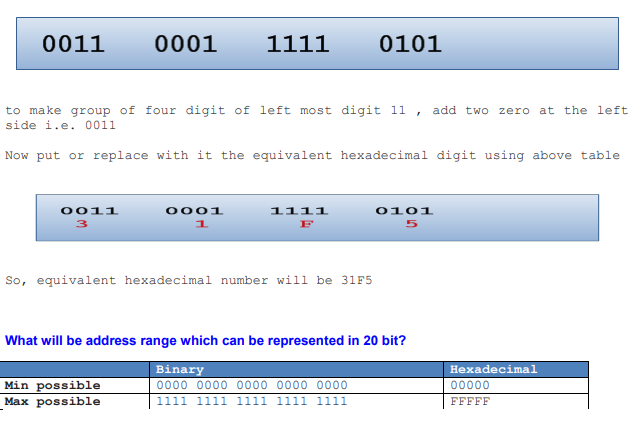 0011 0001 1111 0101
to make group of four digit of left most digit 11 , add two zero at the left
side i.e. 0011
Now put or replace with it the equivalent hexadecimal digit using above table
0011 0001 1111 0101
3 1 F 5
So, equivalent hexadecimal number will be 31F5
What will be address range which can be represented in 20 bit?
Binary Hexadecimal
Min possible 0000 0000 0000 0000 0000 00000
Max possible 1111 1111 1111 1111 1111 FFFFF